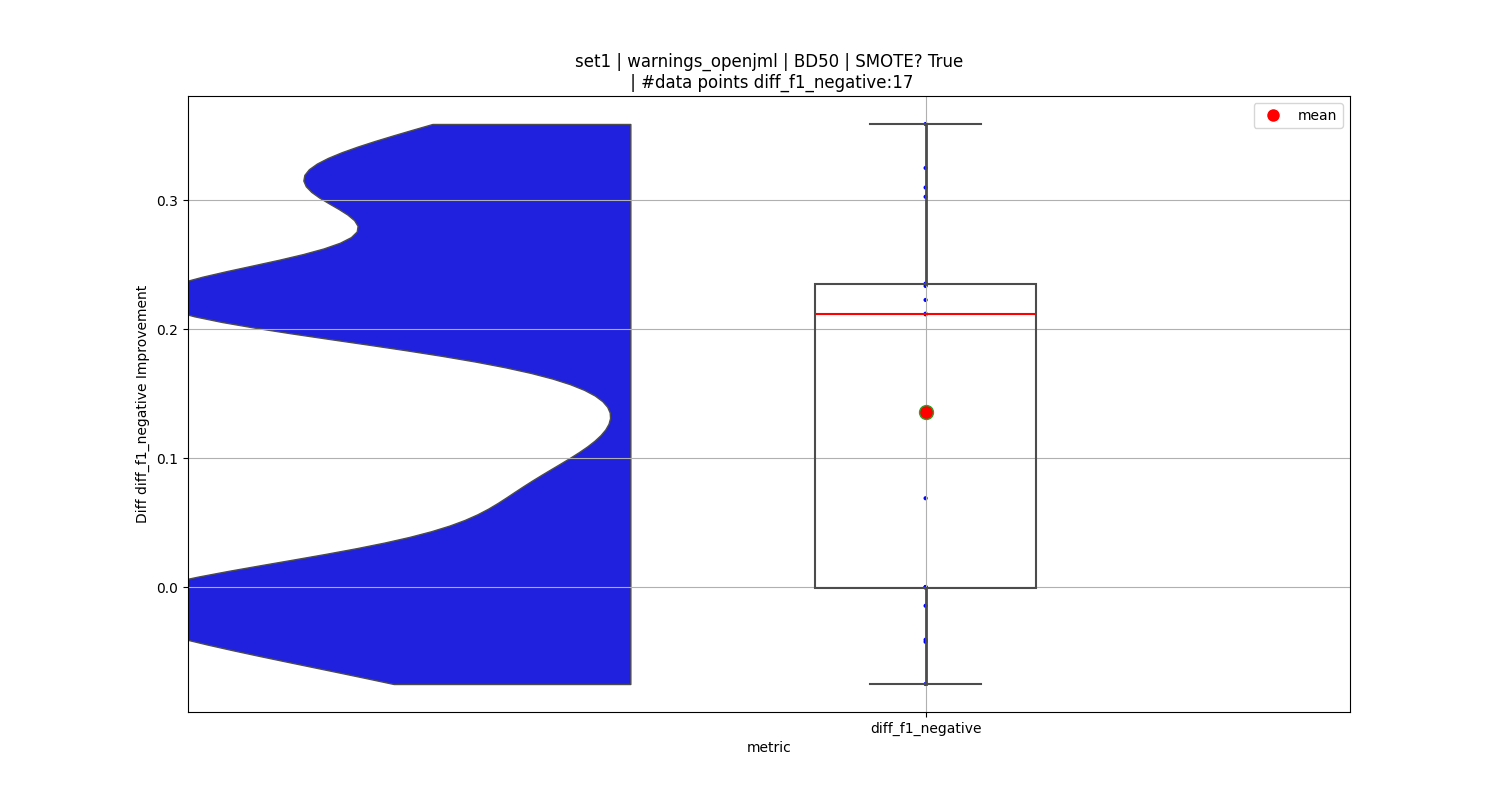 set1 | warnings_openjml | BD50 | SMOTE? True
| #data points diff_f1_negative:17
mean
0.3
0.2
0.1
0.0
Diff diff_f1_negative Improvement
diff_f1_negative
metric